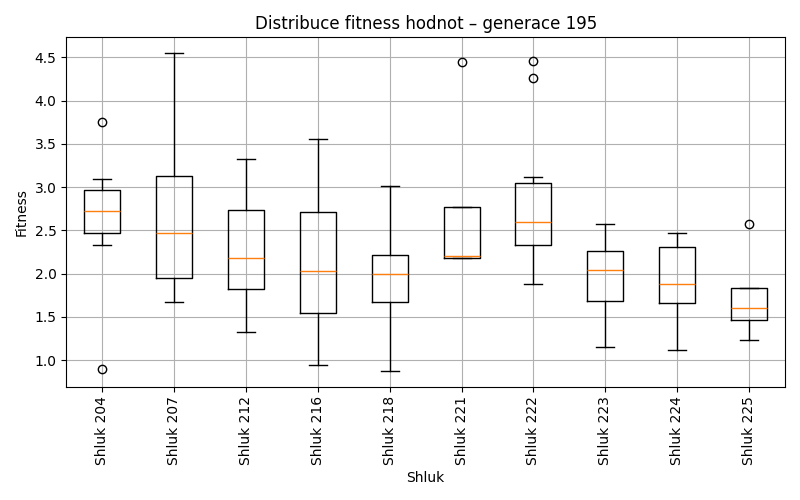 Distribuce fitness hodnot – generace 195
Fitness
4.5
4.0
3.5
3.0
2.5
2.0
1.5
1.0
Shluk 204
Shluk 207
Shluk 212
Shluk 216
Shluk 218
Shluk 221
Shluk 222
Shluk 223
Shluk 224
Shluk 225
Shluk